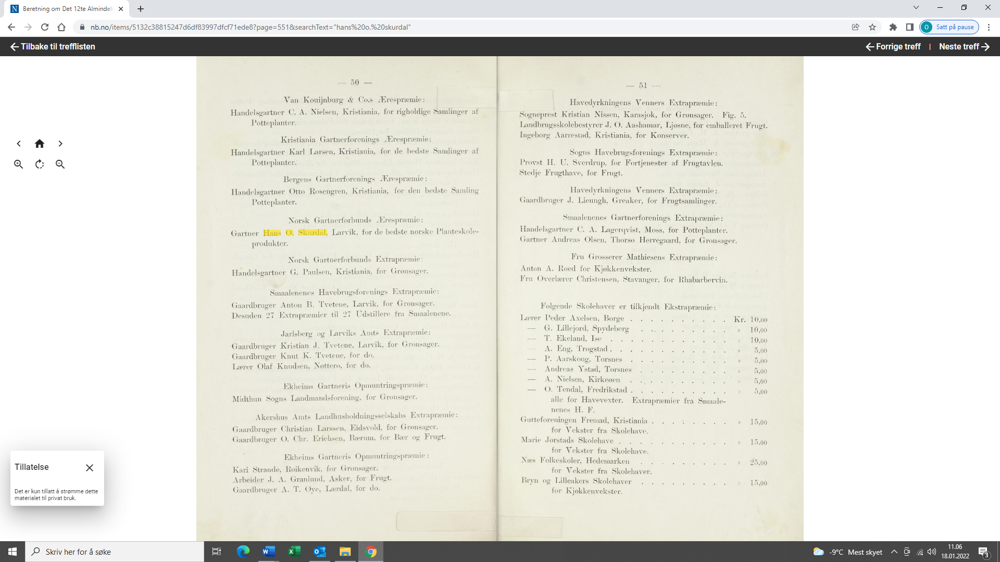 Beretning om Det 12te Almindeli
nb.no/items/5132c38815247d6df83997dfcf71ede8?page=551&searchText="hans%20o.%20skurdal"
O Satt på pause
Tilbake til trefflisten
Forrige treff | Neste treff
— 50 —
Van Kouijnburg & Co.s Ærespræmie:
Handelsgartner C. A. Nielsen, Kristiania, for righoldige Samlinger af
Potteplanter.
Kristiania Gartnerforenings Ærespræmie:
Handelsgartner Karl Larsen, Kristiania, for de bedste Samlinger af
Potteplanter.
Bergens Gartnerforenings Ærespræmie:
Handelsgartner Otto Rosengren, Kristiania, for den bedste Samling
Potteplanter.
Norsk Gartnerforbunds Ærespræmie:
Gartner Hans O. Skurdal, Larvik, for de bedste norske Planteskole-
produkter.
Norsk Gartnerforbunds Extrapræmie:
Handelsgartner G. Paulsen, Kristiania, for Grønsager.
Smaalenenes Havebrugsforenings Extrapræmie:
Gaardbruger Anton B. Tvetene, Larvik, for Grønsager.
Desuden 27 Extrapræmier til 27 Udstillere fra Smaalenene.
Jarlsberg og Larviks Amts Extrapræmie:
Gaardbruger Kristian J. Tvetene, Larvik, for Grønsager.
Gaardbruger Knut K. Tvetene, for do.
Lærer Olaf Knudsen, Nøtterø, for do.
Ekheims Gartneris Opmuntringspræmie:
Midthun Sogns Landmandsforening, for Grønsager.
Akershus Amts Landhusholdningsselskabs Extrapræmie:
Gaardbruger Christian Larssen, Eidsvold, for Grønsager.
Gaardbruger O. Chr. Erichsen, Bærum, for Bær og Frugt.
Ekheims Gartneris Opmuntringspræmie:
Kari Strande, Røikenvik, for Grønsager.
Arbeider J. A. Granlund, Asker, for Frugt.
Gaardbruger A. T. Øye, Lærdal, for do.
— 51 —
Havedyrkningens Venners Extrapræmie:
Sogneprest Kristian Nissen, Karasjok, for Grønsager. Fig. 5.
Landbrugsskolebestyrer J. O. Aashamar, Ljøsne, for emballeret Frugt.
Ingeborg Aarrestad, Kristiania, for Konserver.
Sogns Havebrugsforenings Extrapræmie:
Provst H. U. Sverdrup, for Fortjenester af Frugtavlen.
Stedje Frugthave, for Frugt.
Havedyrkningens Venners Extrapræmie:
Gaardbruger J. Lieungh, Greaker, for Frugtsamlinger.
Smaalenenes Gartnerforenings Extrapræmie:
Handelsgartner C. A. Lagerqvist, Moss, for Potteplanter.
Gartner Andreas Olsen, Thorsø Herregaard, for Grønsager.
Fru Grosserer Mathiesens Extrapræmie:
Anton A. Roed for Kjøkkenvekster.
Fru Overlærer Christensen, Stavanger, for Rhabarbervin.
Følgende Skolehaver er tilkjendt Ekstrapræmie:
Lærer Peder Axelsen, Borge . . . . . . . . . . Kr. 10,00
— G. Lillejord, Spydeberg . . . . . . . . . » 10,00
— T. Ekeland, Ise . . . . . . . . . . . . » 10,00
— A. Eng, Trøgstad . . . . . . . . . . . . » 5,00
— P. Aarskoug, Torsnes . . . . . . . . . . » 5,00
— Andreas Ystad, Torsnes . . . . . . . . . » 5,00
— A. Nielsen, Kirkeøen . . . . . . . . . . » 5,00
— O. Tendal, Fredrikstad . . . . . . . . . . » 5,00
alle for Havevexter. Extrapræmier fra Smaale-
nenes H. F.
Gutteforeningen Fremad, Kristiania . . . . . . . . » 15,00
for Vekster fra Skolehave.
Marie Jørstads Skolehave . . . . . . . . . . . » 15.00
for Vekster fra Skolehave.
Næs Folkeskoler, Hedemarken . . . . . . . . . » 25,00
for Vekster fra Skolehaver.
Bryn og Lilleakers Skolehaver . . . . . . . . . » 15,00
for Kjøkkenvekster.
Tillatelse
Det er kun tillatt å strømme dette
materialet til privat bruk.
Skriv her for å søke
-9°C Mest skyet
11.06
18.01.2022
3